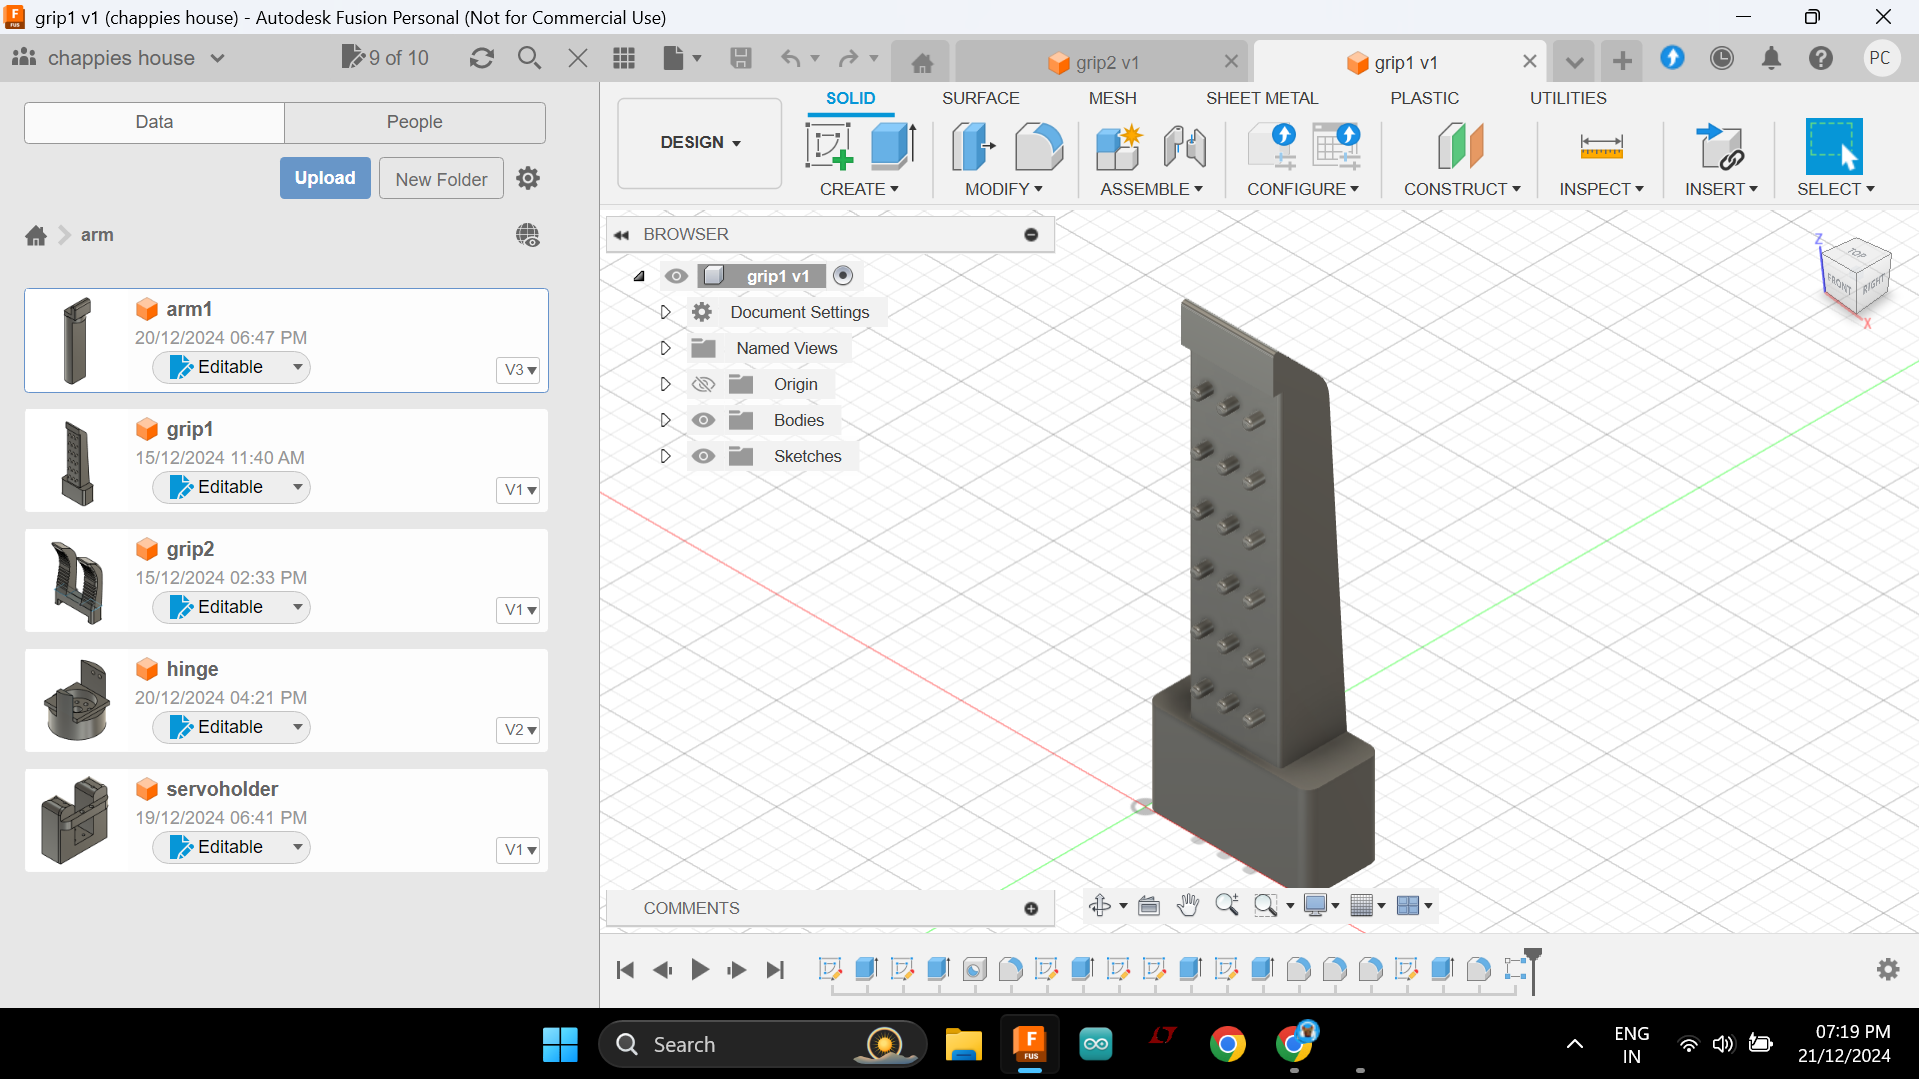 grip1 v1 (chappies house) - Autodesk Fusion Personal (Not for Commercial Use)
chappies house
9 of 10
grip2 v1
grip1 v1
PC
Data
People
Upload
New Folder
arm
arm1
20/12/2024 06:47 PM
Editable
V3
grip1
15/12/2024 11:40 AM
Editable
V1
grip2
15/12/2024 02:33 PM
Editable
V1
hinge
20/12/2024 04:21 PM
Editable
V2
servoholder
19/12/2024 06:41 PM
Editable
V1
DESIGN
SOLID
SURFACE
MESH
SHEET METAL
PLASTIC
UTILITIES
CREATE
MODIFY
ASSEMBLE
CONFIGURE
CONSTRUCT
INSPECT
INSERT
SELECT
BROWSER
grip1 v1
Document Settings
Named Views
Origin
Bodies
Sketches
Z
TOP
FRONT
RIGHT
X
COMMENTS
Search
F
FUS
ENG
IN
07:19 PM
21/12/2024